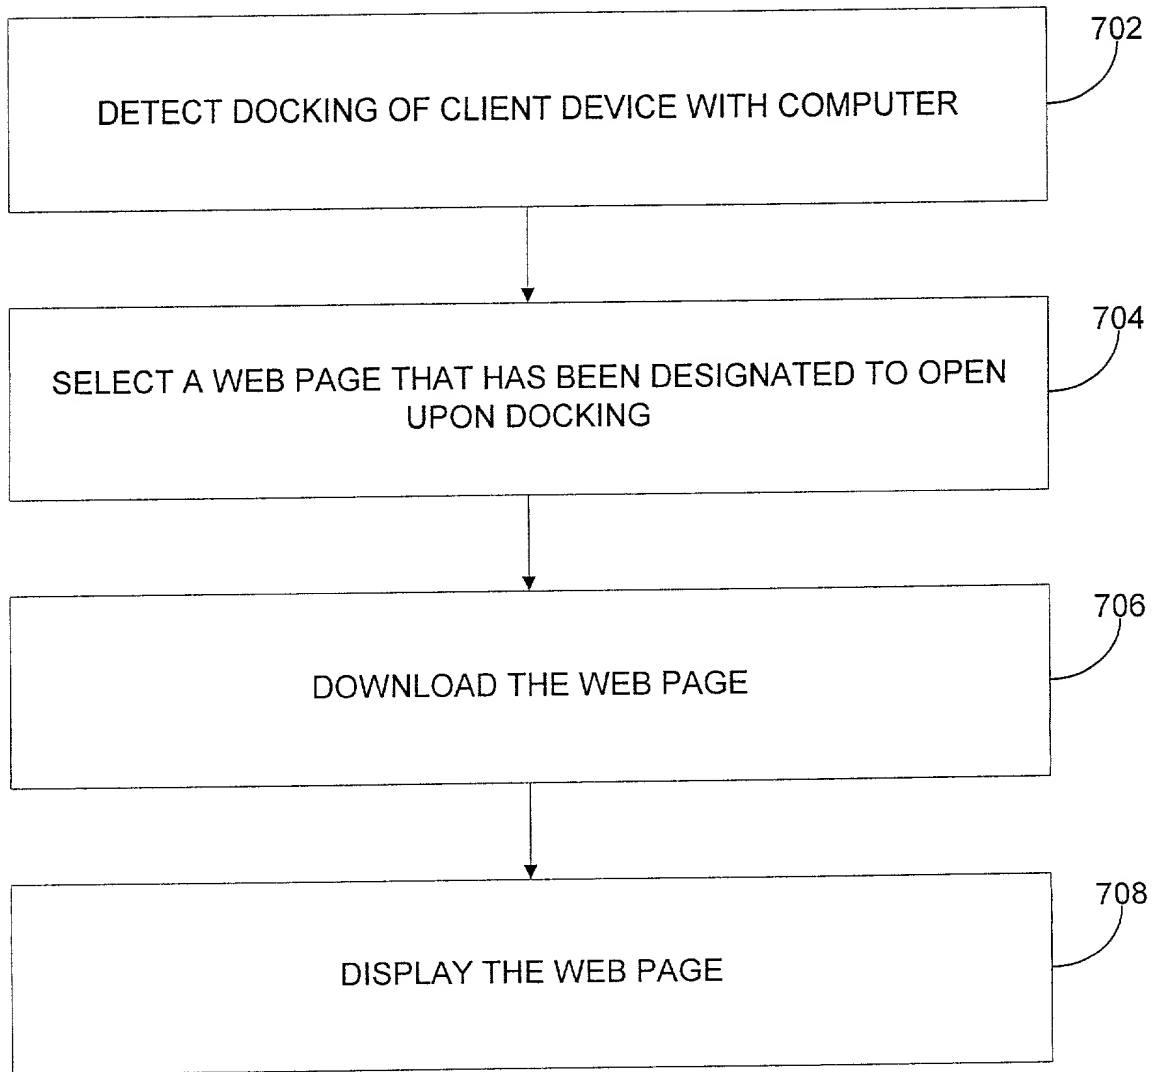 702
DETECT DOCKING OF CLIENT DEVICE WITH COMPUTER
704
SELECT A WEB PAGE THAT HAS BEEN DESIGNATED TO OPEN
UPON DOCKING
706
DOWNLOAD THE WEB PAGE
708
DISPLAY THE WEB PAGE